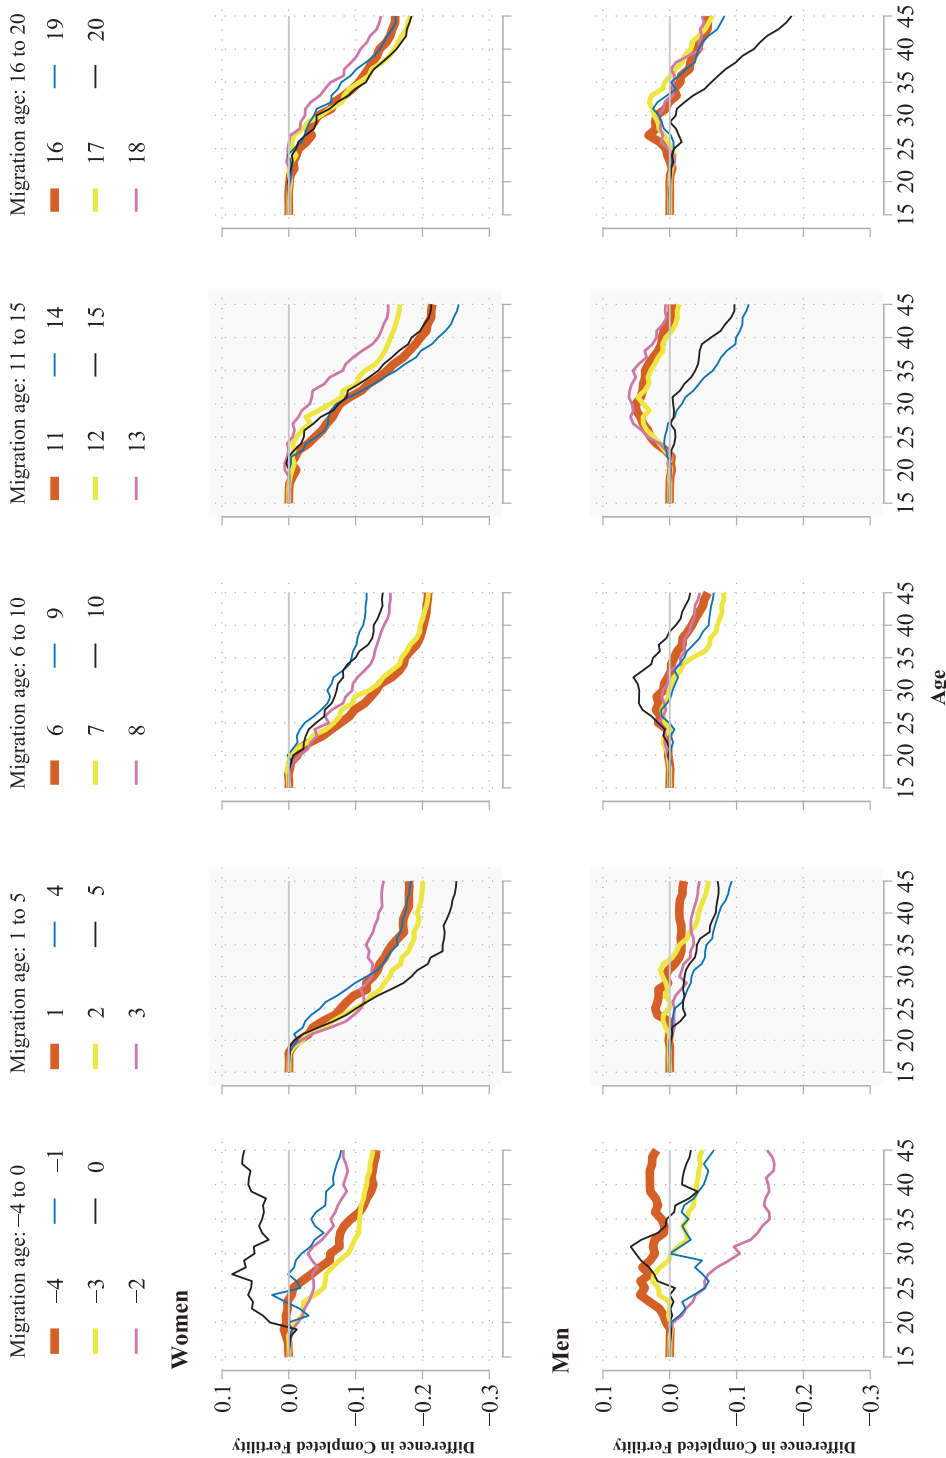 Migration age: −4 to 0
−4 −1
−3 0
−2
Migration age: 1 to 5
1 4
2 5
3
Migration age: 6 to 10
6 9
7 10
8
Migration age: 11 to 15
11 14
12 15
13
Migration age: 16 to 20
16 19
17 20
18
Women
Difference in Completed Fertility
0.1
0.0
−0.1
−0.2
−0.3
Men
Difference in Completed Fertility
0.1
0.0
−0.1
−0.2
−0.3
15 20 25 30 35 40 45
15 20 25 30 35 40 45
15 20 25 30 35 40 45
15 20 25 30 35 40 45
15 20 25 30 35 40 45
Age